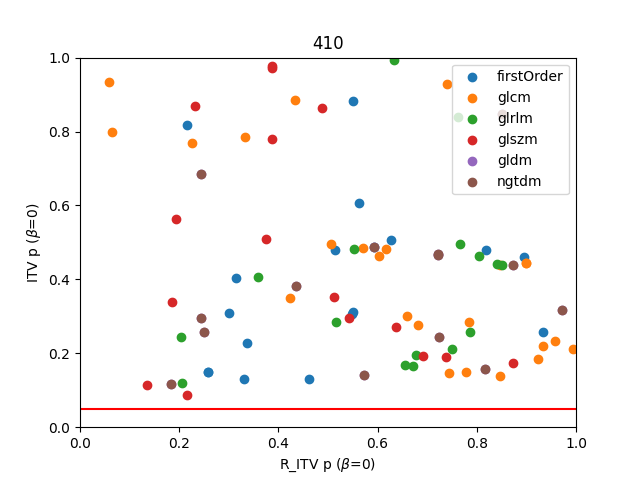 410
firstOrder
glcm
glrlm
glszm
gldm
ngtdm
1.0
0.8
0.6
0.4
0.2
0.0
ITV p (β=0)
0.0 0.2 0.4 0.6 0.8 1.0
R_ITV p (β=0)